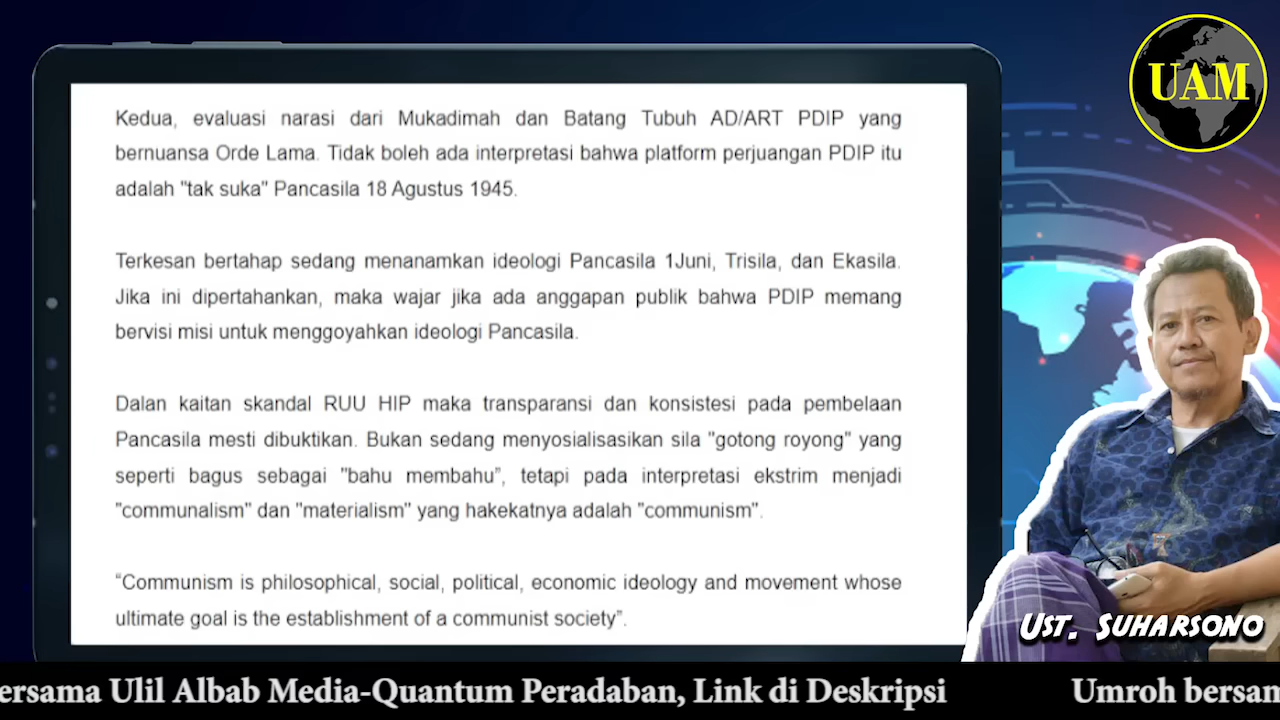 UAM
Kedua, evaluasi narasi dari Mukadimah dan Batang Tubuh AD/ART PDIP yang
bernuansa Orde Lama. Tidak boleh ada interpretasi bahwa platform perjuangan PDIP itu
adalah "tak suka" Pancasila 18 Agustus 1945.
Terkesan bertahap sedang menanamkan ideologi Pancasila 1Juni, Trisila, dan Ekasila.
Jika ini dipertahankan, maka wajar jika ada anggapan publik bahwa PDIP memang
bervisi misi untuk menggoyahkan ideologi Pancasila.
Dalan kaitan skandal RUU HIP maka transparansi dan konsistesi pada pembelaan
Pancasila mesti dibuktikan. Bukan sedang menyosialisasikan sila "gotong royong" yang
seperti bagus sebagai "bahu membahu”, tetapi pada interpretasi ekstrim menjadi
"communalism" dan "materialism" yang hakekatnya adalah "communism".
“Communism is philosophical, social, political, economic ideology and movement whose
ultimate goal is the establishment of a communist society”.
UST. SUHARSONO
ersama Ulil Albab Media-Quantum Peradaban, Link di Deskripsi Umroh bersam